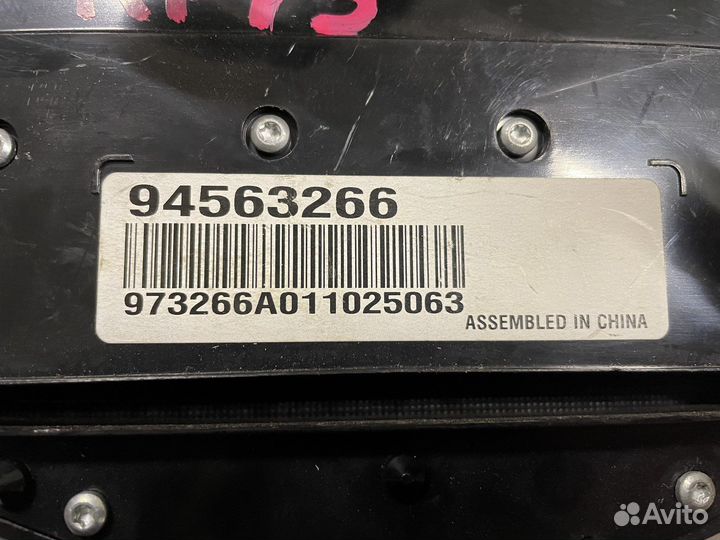 94563266
973266A011025063
ASSEMBLED IN CHINA
Avito